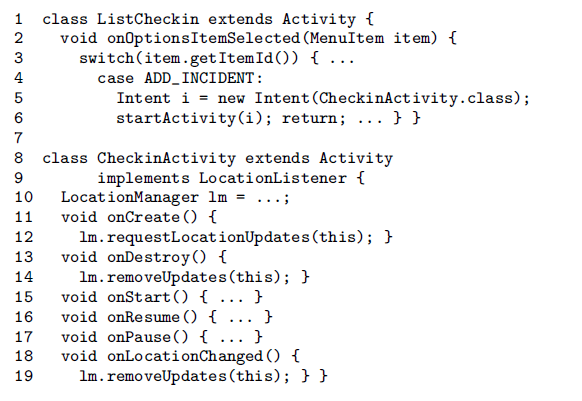 1 class ListCheckin extends Activity {
2 void onOptionsItemSelected(MenuItem item) {
3 switch(item.getItemId()) { ...
4 case ADD_INCIDENT:
5 Intent i = new Intent(CheckinActivity.class);
6 startActivity(i); return; ... } }
7
8 class CheckinActivity extends Activity
9 implements LocationListener {
10 LocationManager lm = ...;
11 void onCreate() {
12 lm.requestLocationUpdates(this); }
13 void onDestroy() {
14 lm.removeUpdates(this); }
15 void onStart() { ... }
16 void onResume() { ... }
17 void onPause() { ... }
18 void onLocationChanged() {
19 lm.removeUpdates(this); } }